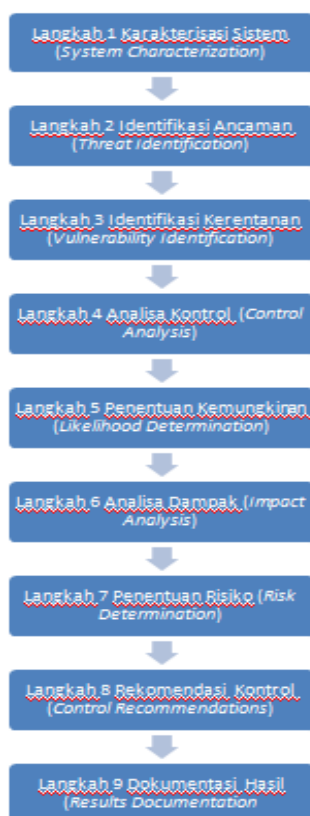 Langkah 1 Karakterisasi Sistem
(System Characterization)
Langkah 2 Identifikasi Ancaman
(Threat Identification)
Langkah 3 Identifikasi Kerentanan
(Vulnerability Identification)
Langkah 4 Analisa Kontrol (Control
Analysis)
Langkah 5 Penentuan Kemungkinan
(Likelihood Determination)
Langkah 6 Analisa Dampak (Impact
Analysis)
Langkah 7 Penentuan Risiko (Risk
Determination)
Langkah 8 Rekomendasi Kontrol
(Control Recommendations)
Langkah 9 Dokumentasi Hasil
(Results Documentation